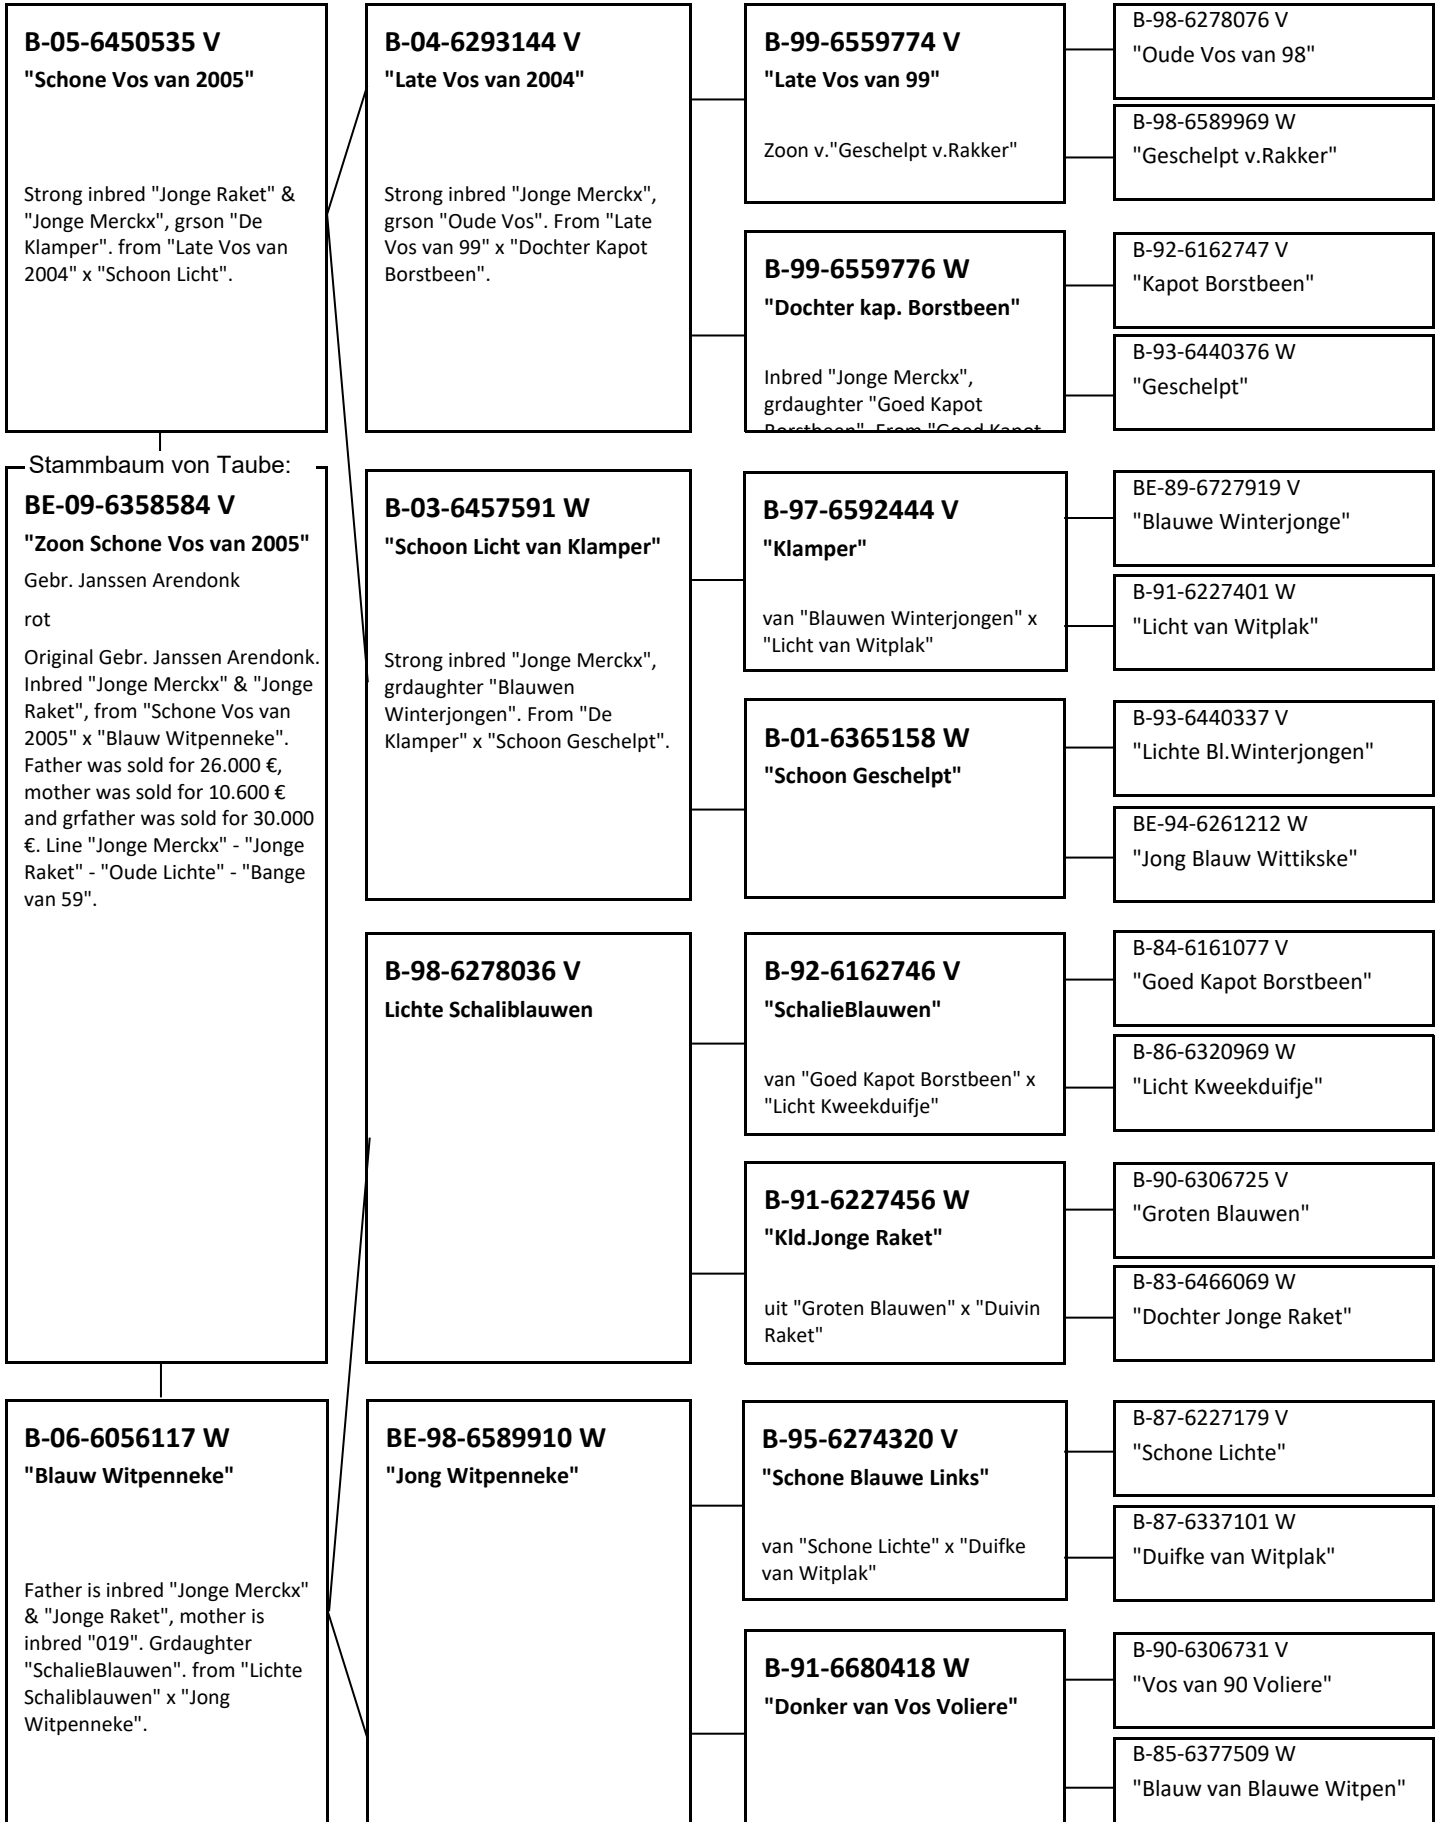 B-05-6450535 V
"Schone Vos van 2005"
Strong inbred "Jonge Raket" &
"Jonge Merckx", grson "De
Klamper". from "Late Vos van
2004" x "Schoon Licht".
Stammbaum von Taube:
BE-09-6358584 V
"Zoon Schone Vos van 2005"
Gebr. Janssen Arendonk
rot
Original Gebr. Janssen Arendonk.
Inbred "Jonge Merckx" & "Jonge
Raket", from "Schone Vos van
2005" x "Blauw Witpenneke".
Father was sold for 26.000 €,
mother was sold for 10.600 €
and grfather was sold for 30.000
€. Line "Jonge Merckx" - "Jonge
Raket" - "Oude Lichte" - "Bange
van 59".
B-06-6056117 W
"Blauw Witpenneke"
Father is inbred "Jonge Merckx"
& "Jonge Raket", mother is
inbred "019". Grdaughter
"SchalieBlauwen". from "Lichte
Schaliblauwen" x "Jong
Witpenneke".
B-04-6293144 V
"Late Vos van 2004"
Strong inbred "Jonge Merckx",
grson "Oude Vos". From "Late
Vos van 99" x "Dochter Kapot
Borstbeen".
B-03-6457591 W
"Schoon Licht van Klamper"
Strong inbred "Jonge Merckx",
grdaughter "Blauwen
Winterjongen". From "De
Klamper" x "Schoon Geschelpt".
B-98-6278036 V
Lichte Schaliblauwen
BE-98-6589910 W
"Jong Witpenneke"
B-99-6559774 V
"Late Vos van 99"
Zoon v."Geschelpt v.Rakker"
B-99-6559776 W
"Dochter kap. Borstbeen"
Inbred "Jonge Merckx",
grdaughter "Goed Kapot
Borstbeen". From "Goed Kapot
B-97-6592444 V
"Klamper"
van "Blauwen Winterjongen" x
"Licht van Witplak"
B-01-6365158 W
"Schoon Geschelpt"
B-92-6162746 V
"SchalieBlauwen"
van "Goed Kapot Borstbeen" x
"Licht Kweekduifje"
B-91-6227456 W
"Kld.Jonge Raket"
uit "Groten Blauwen" x "Duivin
Raket"
B-95-6274320 V
"Schone Blauwe Links"
van "Schone Lichte" x "Duifke
van Witplak"
B-91-6680418 W
"Donker van Vos Voliere"
B-98-6278076 V
"Oude Vos van 98"
B-98-6589969 W
"Geschelpt v.Rakker"
B-92-6162747 V
"Kapot Borstbeen"
B-93-6440376 W
"Geschelpt"
BE-89-6727919 V
"Blauwe Winterjonge"
B-91-6227401 W
"Licht van Witplak"
B-93-6440337 V
"Lichte Bl.Winterjongen"
BE-94-6261212 W
"Jong Blauw Wittikske"
B-84-6161077 V
"Goed Kapot Borstbeen"
B-86-6320969 W
"Licht Kweekduifje"
B-90-6306725 V
"Groten Blauwen"
B-83-6466069 W
"Dochter Jonge Raket"
B-87-6227179 V
"Schone Lichte"
B-87-6337101 W
"Duifke van Witplak"
B-90-6306731 V
"Vos van 90 Voliere"
B-85-6377509 W
"Blauw van Blauwe Witpen"